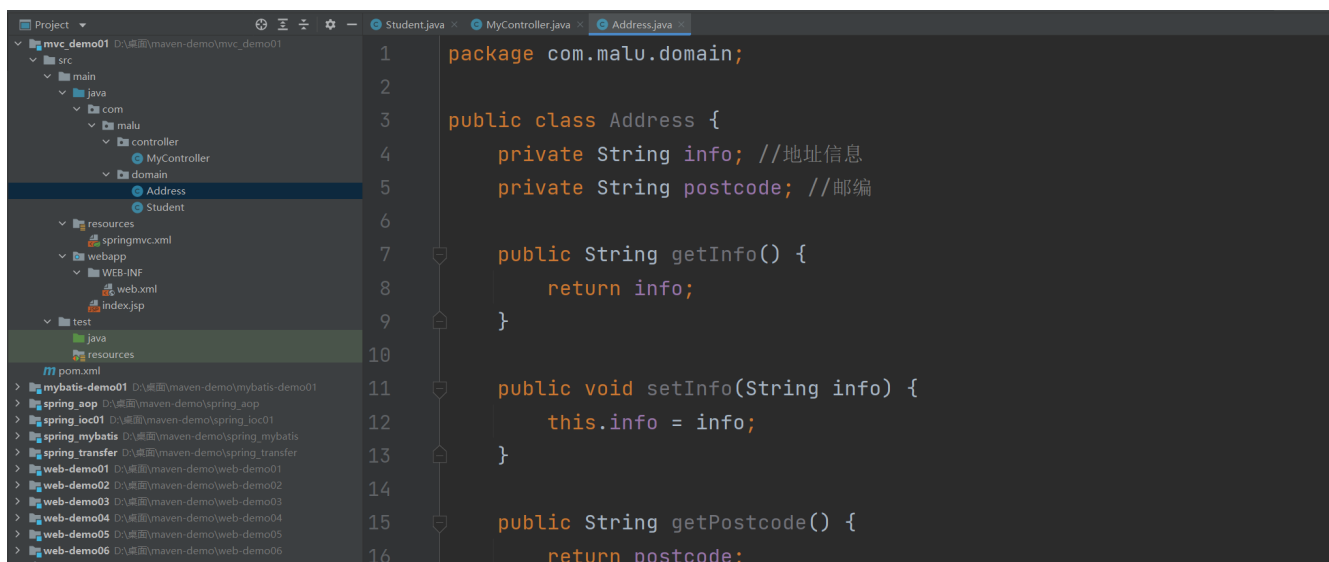 Project
Student.java
MyController.java
Address.java
mvc_demo01 D:\桌面\maven-demo\mvc_demo01
src
main
java
com
malu
controller
MyController
domain
Address
Student
resources
springmvc.xml
webapp
WEB-INF
web.xml
index.jsp
test
java
resources
pom.xml
mybatis-demo01 D:\桌面\maven-demo\mybatis-demo01
spring_aop D:\桌面\maven-demo\spring_aop
spring_ioc01 D:\桌面\maven-demo\spring_ioc01
spring_mybatis D:\桌面\maven-demo\spring_mybatis
spring_transfer D:\桌面\maven-demo\spring_transfer
web-demo01 D:\桌面\maven-demo\web-demo01
web-demo02 D:\桌面\maven-demo\web-demo02
web-demo03 D:\桌面\maven-demo\web-demo03
web-demo04 D:\桌面\maven-demo\web-demo04
web-demo05 D:\桌面\maven-demo\web-demo05
web-demo06 D:\桌面\maven-demo\web-demo06
1 package com.malu.domain;
2
3 public class Address {
4 private String info; //地址信息
5 private String postcode; //邮编
6
7 public String getInfo() {
8 return info;
9 }
10
11 public void setInfo(String info) {
12 this.info = info;
13 }
14
15 public String getPostcode() {
16 return postcode;